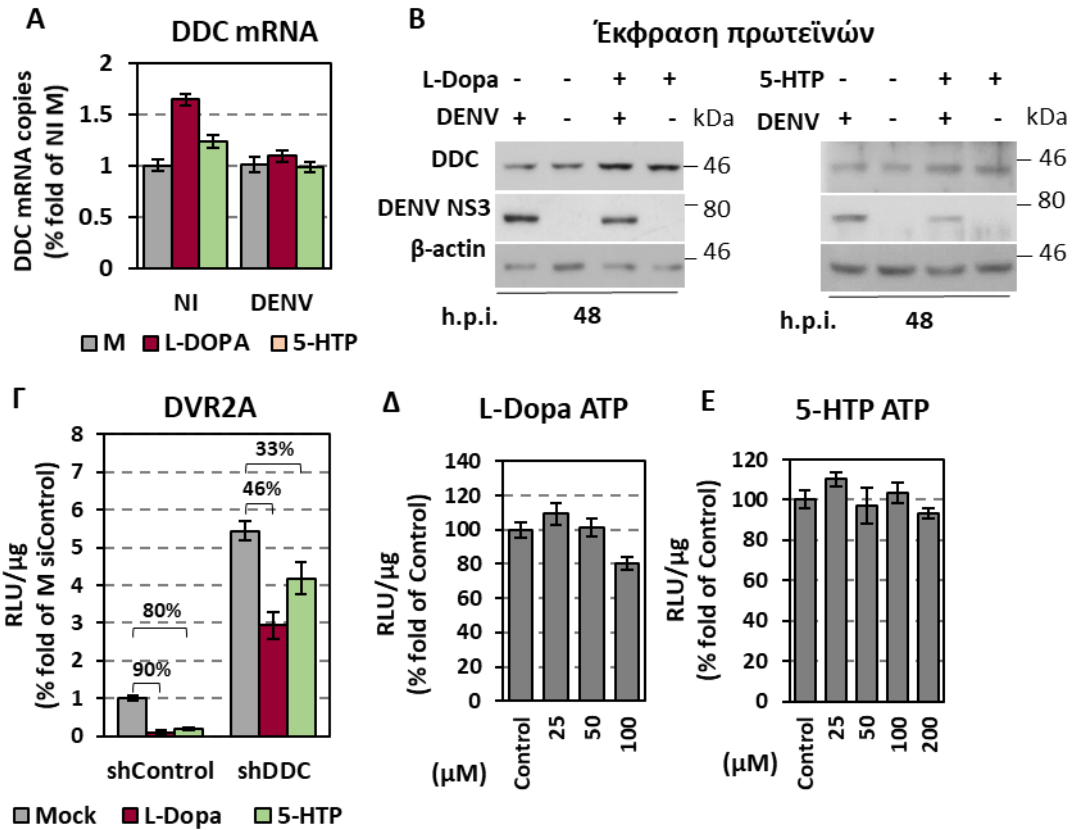 Α
DDC mRNA
DDC mRNA copies
(% fold of NI M)
2
1.5
1
0.5
0
NI DENV
M L-DOPA 5-HTP
Β
Έκφραση πρωτεϊνών
L-Dopa - - + +
DENV + - + - kDa
DDC 46
DENV NS3 80
β-actin 46
h.p.i. 48
5-HTP - - + +
DENV + - + - kDa
46
80
46
h.p.i. 48
Γ
DVR2A
RLU/μg
(% fold of M siControl)
8
7
6
5
4
3
2
1
0
90%
80%
46%
33%
shControl shDDC
Mock L-Dopa 5-HTP
Δ
L-Dopa ATP
RLU/μg
(% fold of Control)
140
120
100
80
60
40
20
0
Control 25 50 100
(μM)
Ε
5-HTP ATP
RLU/μg
(% fold of Control)
120
100
80
60
40
20
0
Control 25 50 100 200
(μM)